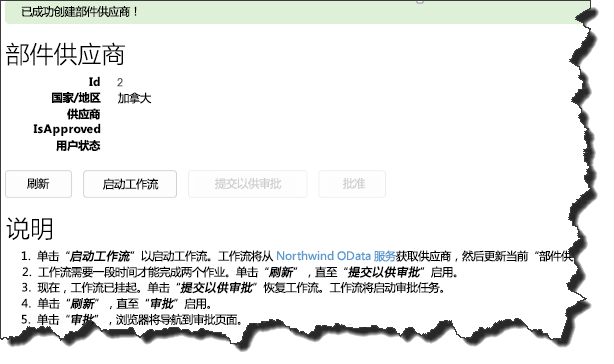 已成功创建部件供应商！
部件供应商
Id 2
国家/地区 加拿大
供应商
IsApproved
用户状态
刷新 启动工作流 提交以供审批 批准
说明
1. 单击“启动工作流”以启动工作流。工作流将从 Northwind OData 服务获取供应商，然后更新当前“部件供
2. 工作流需要一段时间才能完成两个作业。单击“刷新”，直至“提交以供审批”启用。
3. 现在，工作流已挂起。单击“提交以供审批”恢复工作流。工作流将启动审批任务。
4. 单击“刷新”，直至“审批”启用。
5. 单击“审批”，浏览器将导航到审批页面。